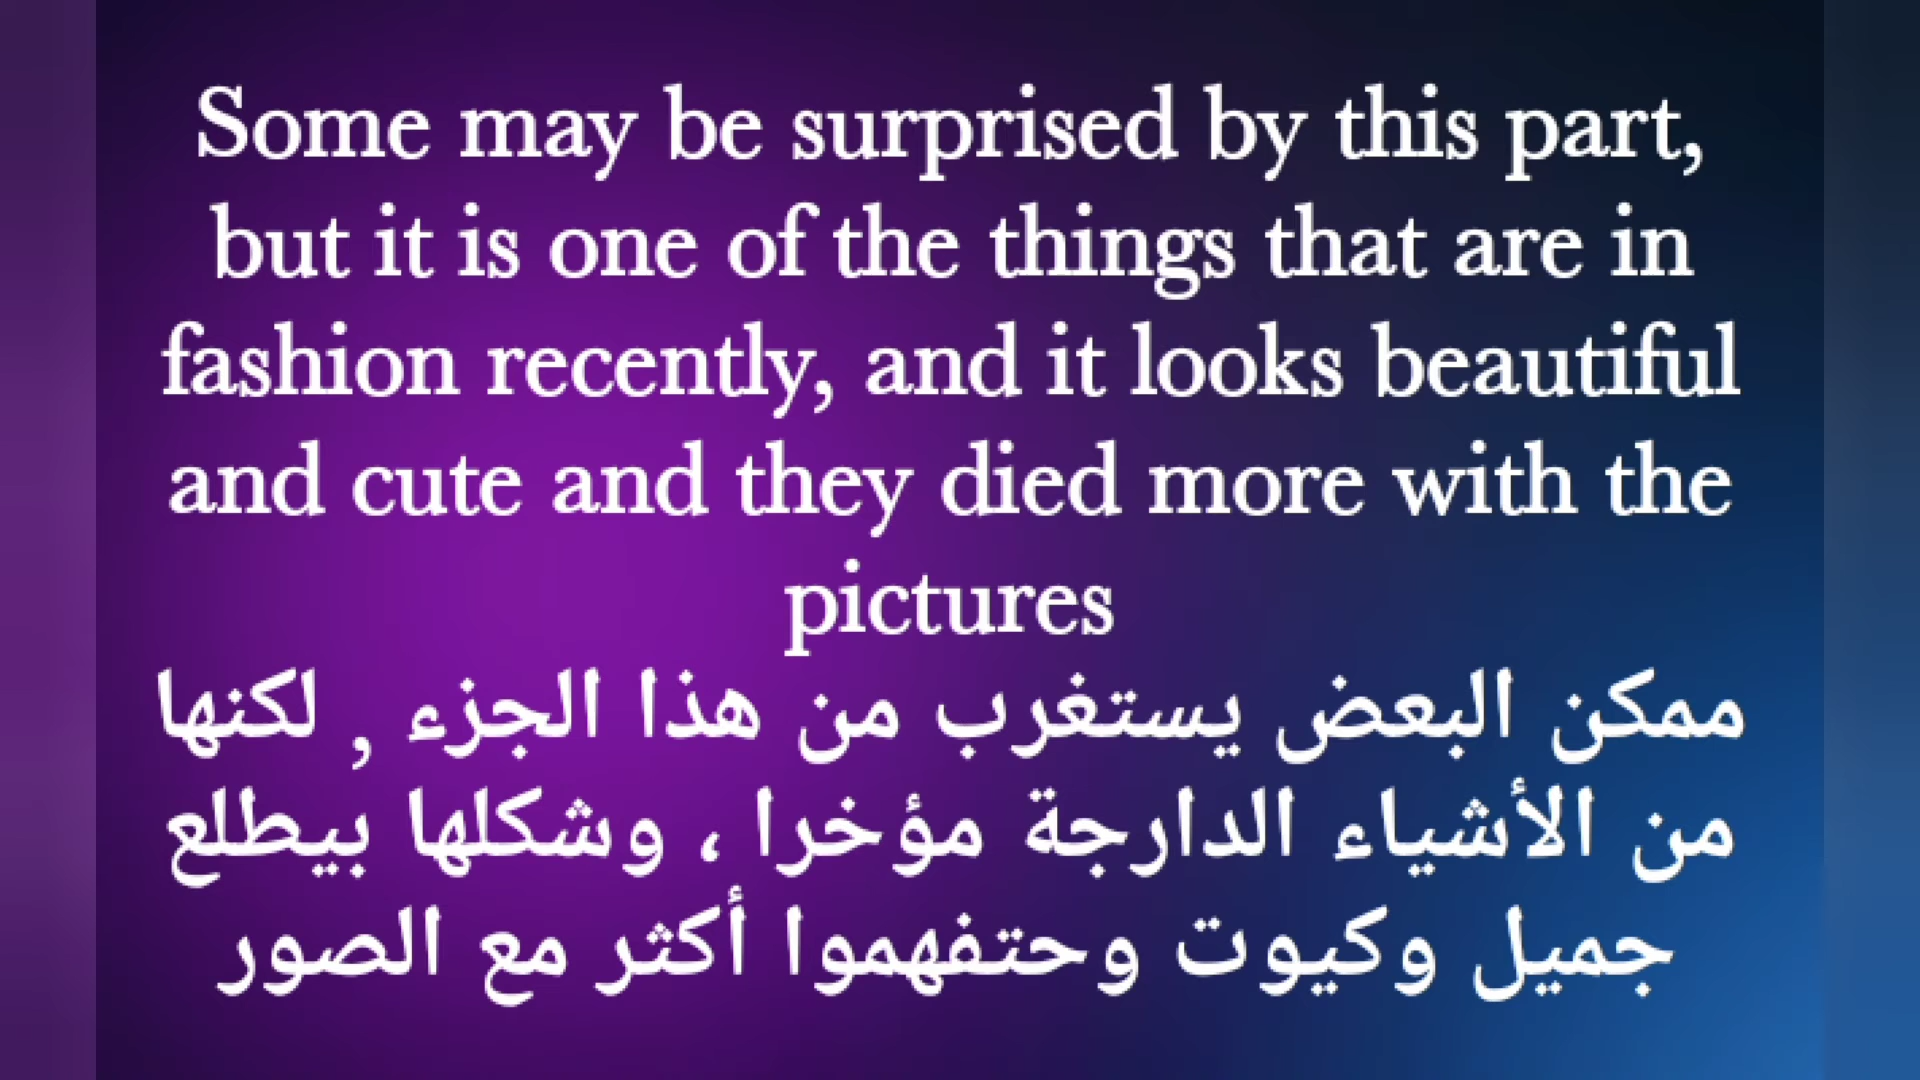 Some may be surprised by this part,
but it is one of the things that are in
fashion recently, and it looks beautiful
and cute and they died more with the
pictures
ممكن البعض يستغرب من هذا الجزء , لكنها
من الأشياء الدارجة مؤخرا ، وشكلها بيطلع
جميل وكيوت وحتفهموا أكثر مع الصور